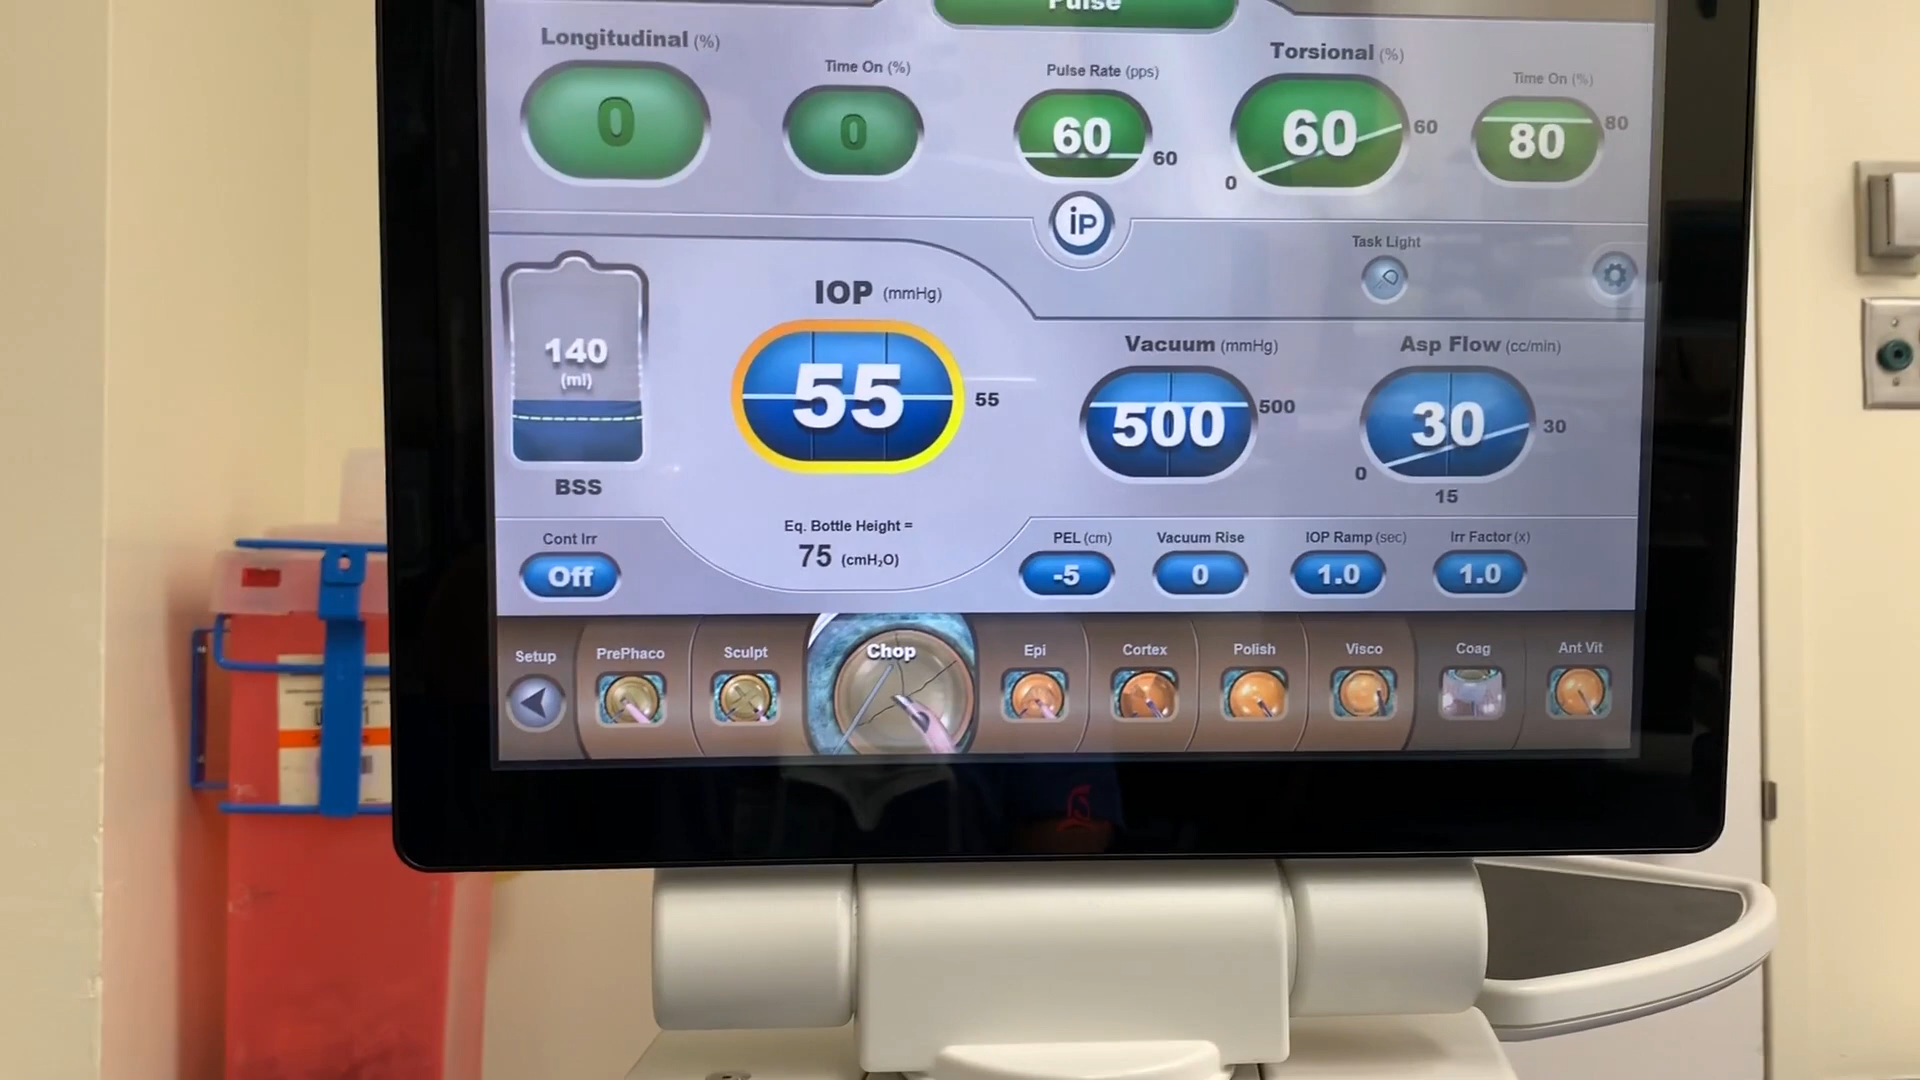 Pulse
Longitudinal (%)
0
Time On (%)
0
Pulse Rate (pps)
60
60
Torsional (%)
60
60
0
Time On (%)
80
80
iP
Task Light
140
(ml)
BSS
IOP (mmHg)
55
55
Vacuum (mmHg)
500
500
Asp Flow (cc/min)
30
30
0
15
Eq. Bottle Height =
75 (cmH₂O)
Cont Irr
Off
PEL (cm)
-5
Vacuum Rise
0
IOP Ramp (sec)
1.0
Irr Factor (x)
1.0
Setup
PrePhaco
Sculpt
Chop
Epi
Cortex
Polish
Visco
Coag
Ant Vit